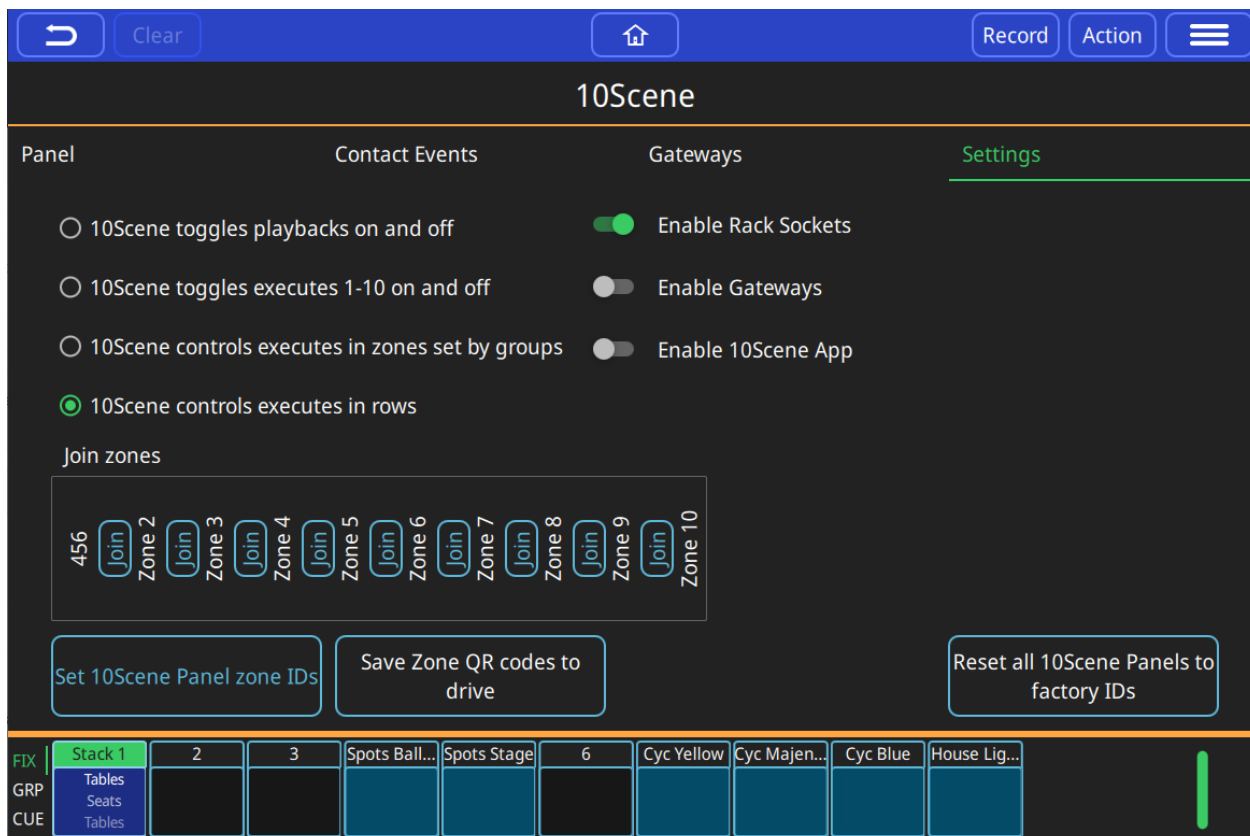 Clear
Record
Action
10Scene
Panel
Contact Events
Gateways
Settings
10Scene toggles playbacks on and off
Enable Rack Sockets
10Scene toggles executes 1-10 on and off
Enable Gateways
10Scene controls executes in zones set by groups
Enable 10Scene App
10Scene controls executes in rows
Join zones
456
Join
Zone 2
Join
Zone 3
Join
Zone 4
Join
Zone 5
Join
Zone 6
Join
Zone 7
Join
Zone 8
Join
Zone 9
Join
Zone 10
Set 10Scene Panel zone IDs
Save Zone QR codes to
drive
Reset all 10Scene Panels to
factory IDs
FIX
GRP
CUE
Stack 1
Tables
Seats
Tables
2
3
Spots Ball...
Spots Stage
6
Cyc Yellow
Cyc Majen...
Cyc Blue
House Lig...